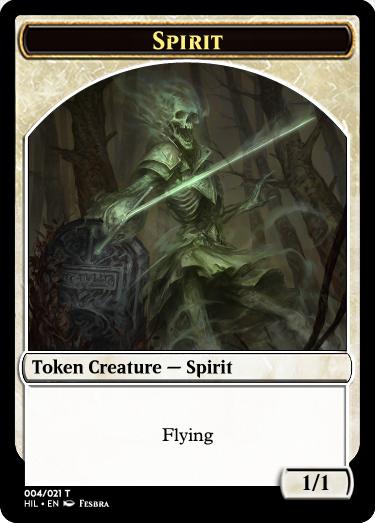 Spirit
Token Creature — Spirit
Flying
1/1
004/021 T
HIL • EN Fesbra